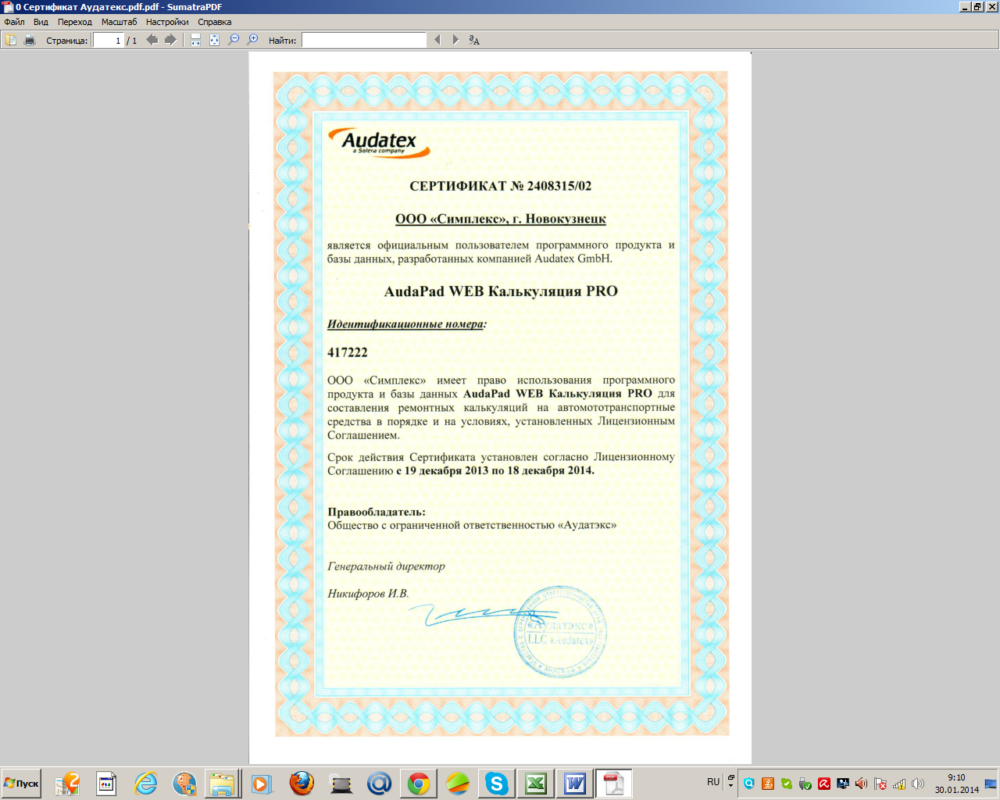 0 Сертификат Аудатекс.pdf.pdf - SumatraPDF
Файл Вид Переход Масштаб Настройки Справка
Страница: 1 / 1 Найти:
Audatex
a Solera company
СЕРТИФИКАТ № 2408315/02
ООО «Симплекс», г. Новокузнецк
является официальным пользователем программного продукта и
базы данных, разработанных компанией Audatex GmbH.
AudaPad WEB Калькуляция PRO
Идентификационные номера:
417222
ООО «Симплекс» имеет право использования программного
продукта и базы данных AudaPad WEB Калькуляция PRO для
составления ремонтных калькуляций на автомототранспортные
средства в порядке и на условиях, установленных Лицензионным
Соглашением.
Срок действия Сертификата установлен согласно Лицензионному
Соглашению с 19 декабря 2013 по 18 декабря 2014.
Правообладатель:
Общество с ограниченной ответственностью «Аудатэкс»
Генеральный директор
Никифоров И.В.
«Аудатэкс»
LLC «Audatex»
МОСКВА
Пуск
RU
9:10
30.01.2014